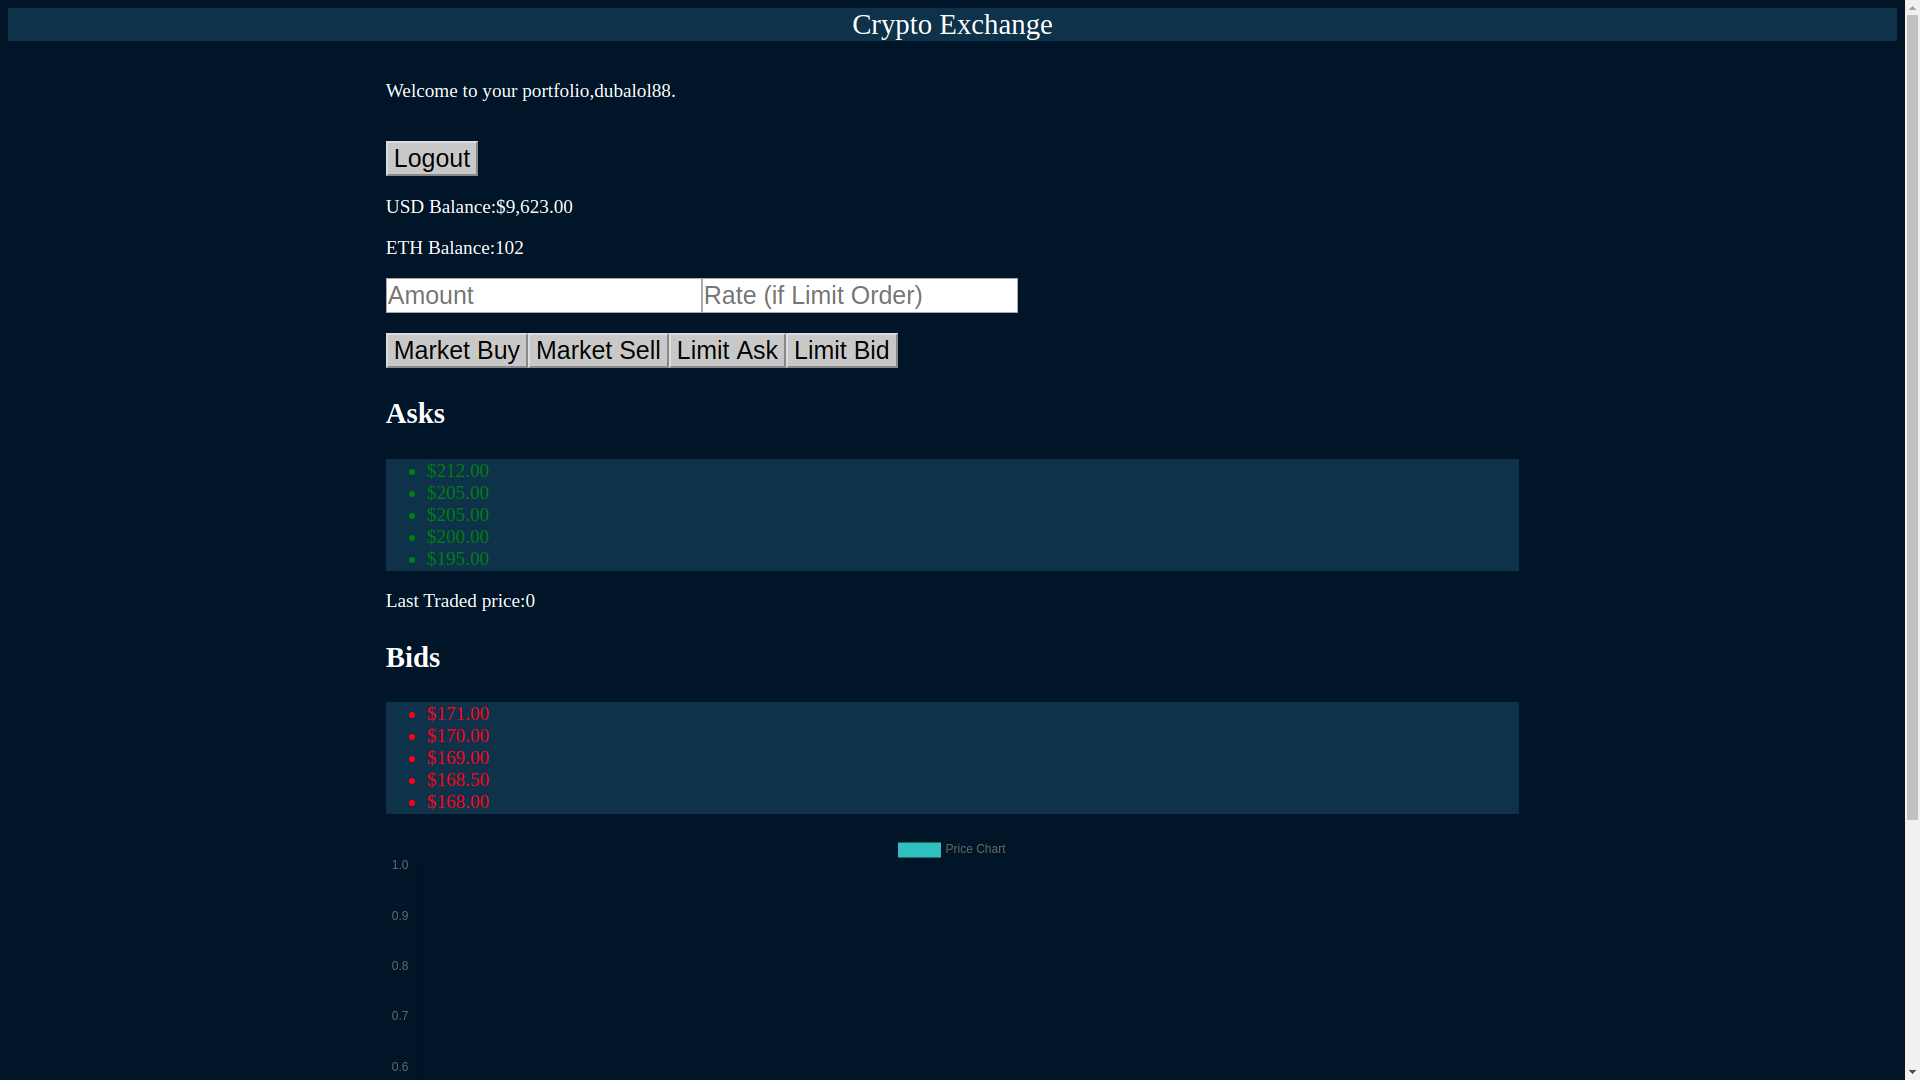 Crypto Exchange
Welcome to your portfolio,dubalol88.
Logout
USD Balance:$9,623.00
ETH Balance:102
Amount Rate (if Limit Order)
Market Buy Market Sell Limit Ask Limit Bid
Asks
$212.00
$205.00
$205.00
$200.00
$195.00
Last Traded price:0
Bids
$171.00
$170.00
$169.00
$168.50
$168.00
Price Chart
1.0
0.9
0.8
0.7
0.6